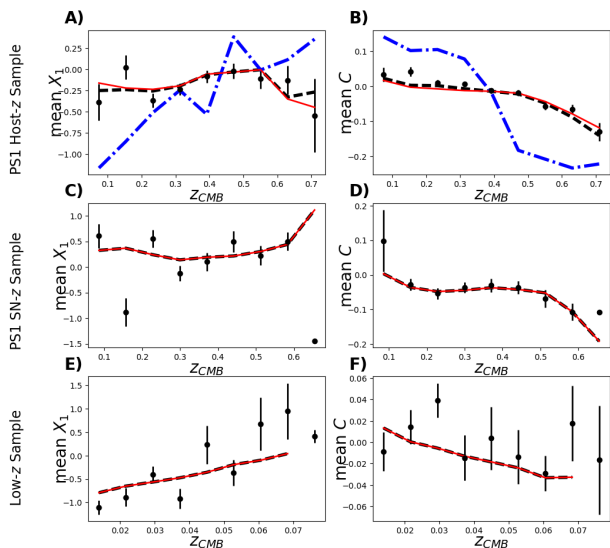 A)
B)
PS1 Host-z Sample
mean X1
0.25
0.00
−0.25
−0.50
−0.75
−1.00
0.1 0.2 0.3 0.4 0.5 0.6 0.7
zCMB
mean C
0.1
0.0
−0.1
−0.2
0.1 0.2 0.3 0.4 0.5 0.6 0.7
zCMB
C)
D)
PS1 SN-z Sample
mean X1
1.0
0.5
0.0
−0.5
−1.0
−1.5
0.1 0.2 0.3 0.4 0.5 0.6
zCMB
mean C
0.2
0.1
0.0
−0.1
−0.2
0.1 0.2 0.3 0.4 0.5 0.6
zCMB
E)
F)
Low-z Sample
mean X1
1.5
1.0
0.5
0.0
−0.5
−1.0
0.02 0.03 0.04 0.05 0.06 0.07
zCMB
mean C
0.06
0.04
0.02
0.00
−0.02
−0.04
−0.06
0.02 0.03 0.04 0.05 0.06 0.07
zCMB